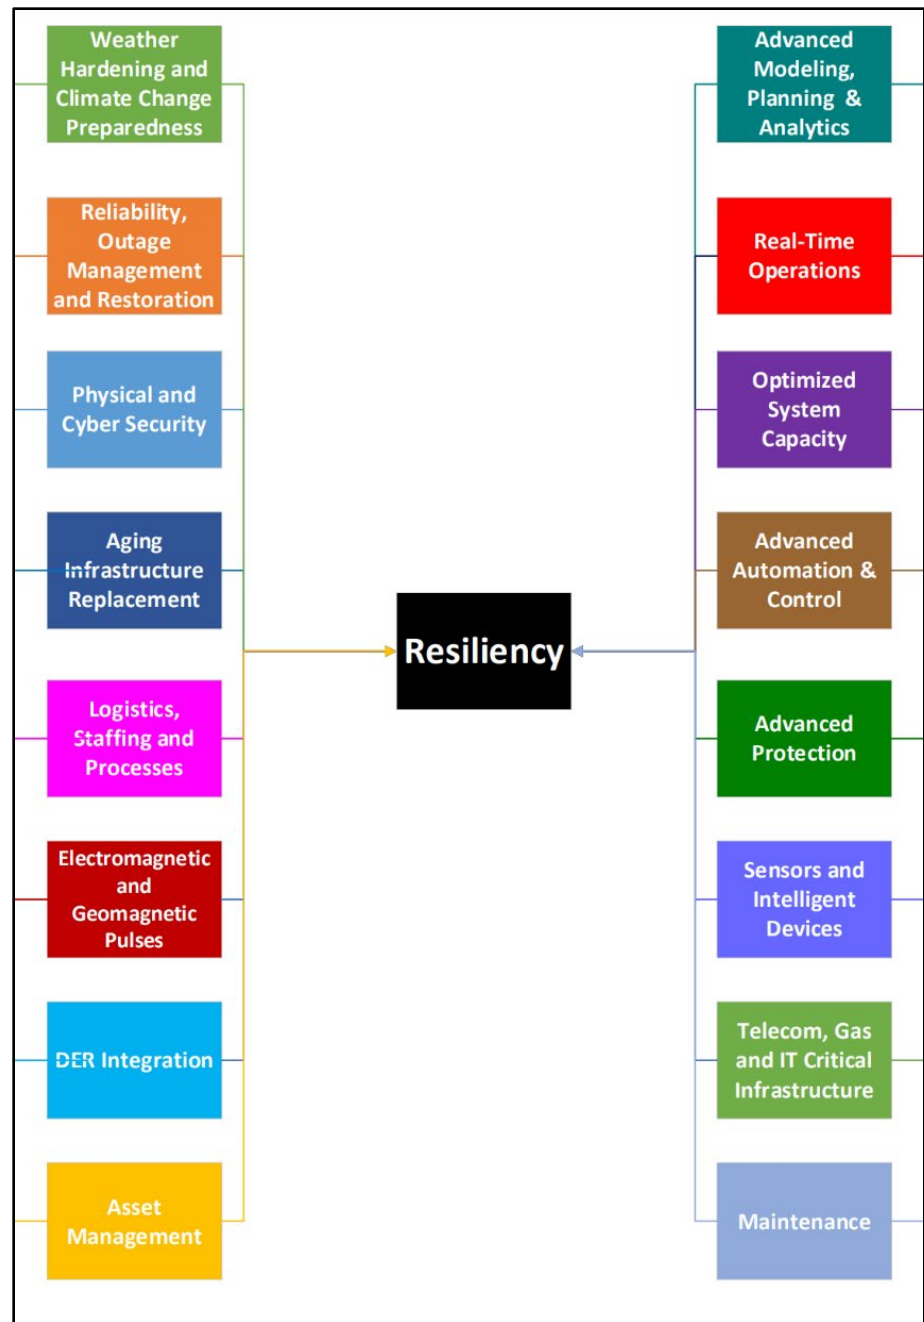 Weather
Hardening and
Climate Change
Preparedness
Reliability,
Outage
Management
and Restoration
Physical and
Cyber Security
Aging
Infrastructure
Replacement
Logistics,
Staffing and
Processes
Electromagnetic
and
Geomagnetic
Pulses
DER Integration
Asset
Management
Resiliency
Advanced
Modeling,
Planning &
Analytics
Real-Time
Operations
Optimized
System
Capacity
Advanced
Automation &
Control
Advanced
Protection
Sensors and
Intelligent
Devices
Telecom, Gas
and IT Critical
Infrastructure
Maintenance